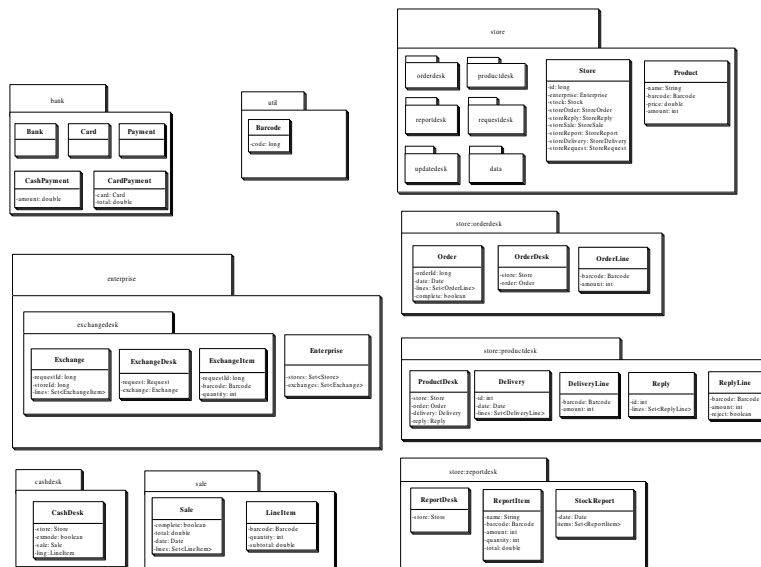 bank
Bank
Card
Payment
CashPayment
-amount: double
CardPayment
-card: Card
-total: double
util
Barcode
-code: long
store
orderdesk
productdesk
reportdesk
requestdesk
updatedesk
data
Store
-id: long
-enterprise: Enterprise
-stock: Stock
-storeOrder: StoreOrder
-storeReply: StoreReply
-storeSale: StoreSale
-storeReport: StoreReport
-storeDelivery: StoreDelivery
-storeRequest: StoreRequest
Product
-name: String
-barcode: Barcode
-price: double
-amount: int
store::orderdesk
Order
-orderId: long
-date: Date
-lines: Set<OrderLine>
-complete: boolean
OrderDesk
-store: Store
-order: Order
OrderLine
-barcode: Barcode
-amount: int
enterprise
exchangedesk
Exchange
-requestId: long
-storeId: long
-lines: Set<ExchangeItem>
ExchangeDesk
-request: Request
-exchange: Exchange
ExchangeItem
-requestId: long
-barcode: Barcode
-quantity: int
Enterprise
-stores: Set<Store>
-exchanges: Set<Exchange>
store::productdesk
ProductDesk
-store: Store
-order: Order
-delivery: Delivery
-reply: Reply
Delivery
-id: int
-date: Date
-lines: Set<DeliveryLine>
DeliveryLine
-barcode: Barcode
-amount: int
Reply
-id: int
-lines: Set<ReplyLine>
ReplyLine
-barcode: Barcode
-amount: int
-reject: boolean
cashdesk
CashDesk
-store: Store
-exmode: boolean
-sale: Sale
-ling: LineItem
sale
Sale
-complete: boolean
-total: double
-date: Date
-lines: Set<LineItem>
LineItem
-barcode: Barcode
-quantity: int
-subtotal: double
store::reportdesk
ReportDesk
-store: Store
ReportItem
-name: String
-barcode: Barcode
-amount: int
-quantity: int
-total: double
StockReport
-date: Date
items: Set<ReportItem>